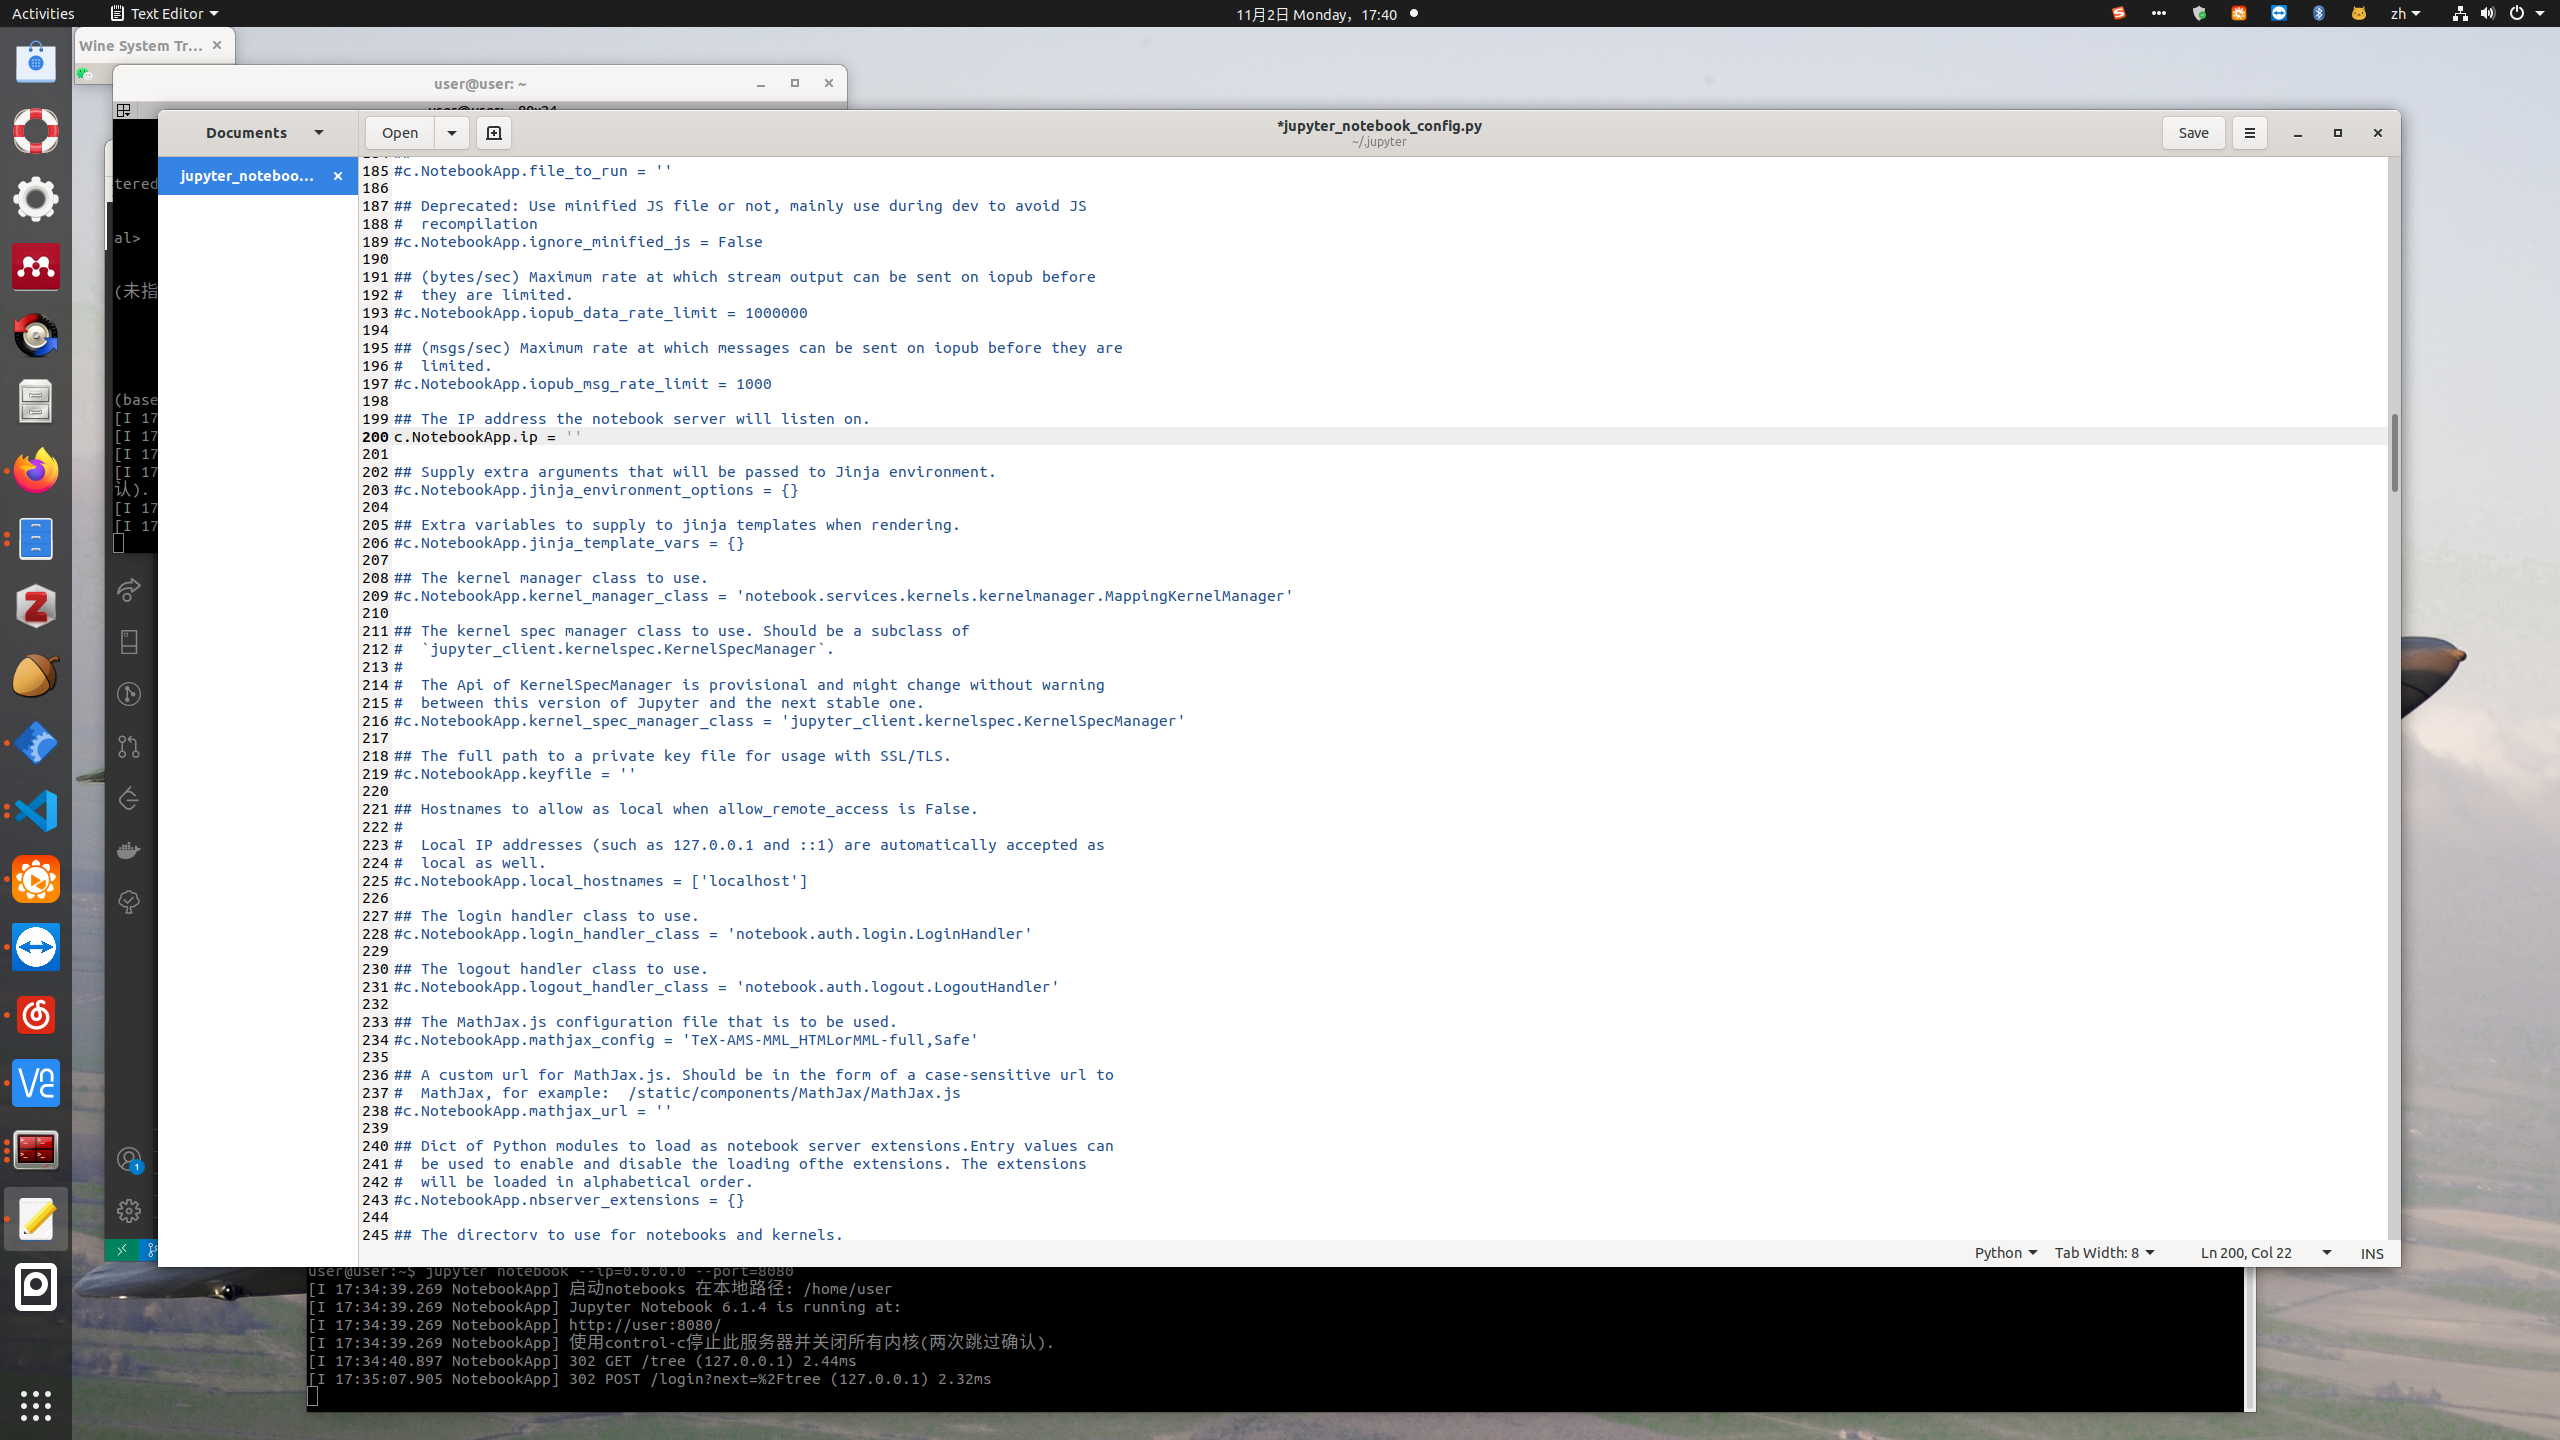 Activities
Text Editor
11月2日 Monday，17:40
zh
Wine System Tr...
user@user: ~
Documents
Open
*jupyter_notebook_config.py
~/.jupyter
Save
jupyter_noteboo...
tered
al>
(未指
(base
[I 17
[I 17
[I 17
[I 17
认).
[I 17
[I 17
185 #c.NotebookApp.file_to_run = ''
186
187 ## Deprecated: Use minified JS file or not, mainly use during dev to avoid JS
188 #  recompilation
189 #c.NotebookApp.ignore_minified_js = False
190
191 ## (bytes/sec) Maximum rate at which stream output can be sent on iopub before
192 #  they are limited.
193 #c.NotebookApp.iopub_data_rate_limit = 1000000
194
195 ## (msgs/sec) Maximum rate at which messages can be sent on iopub before they are
196 #  limited.
197 #c.NotebookApp.iopub_msg_rate_limit = 1000
198
199 ## The IP address the notebook server will listen on.
200 c.NotebookApp.ip = ''
201
202 ## Supply extra arguments that will be passed to Jinja environment.
203 #c.NotebookApp.jinja_environment_options = {}
204
205 ## Extra variables to supply to jinja templates when rendering.
206 #c.NotebookApp.jinja_template_vars = {}
207
208 ## The kernel manager class to use.
209 #c.NotebookApp.kernel_manager_class = 'notebook.services.kernels.kernelmanager.MappingKernelManager'
210
211 ## The kernel spec manager class to use. Should be a subclass of
212 #  `jupyter_client.kernelspec.KernelSpecManager`.
213 #
214 #  The Api of KernelSpecManager is provisional and might change without warning
215 #  between this version of Jupyter and the next stable one.
216 #c.NotebookApp.kernel_spec_manager_class = 'jupyter_client.kernelspec.KernelSpecManager'
217
218 ## The full path to a private key file for usage with SSL/TLS.
219 #c.NotebookApp.keyfile = ''
220
221 ## Hostnames to allow as local when allow_remote_access is False.
222 #
223 #  Local IP addresses (such as 127.0.0.1 and ::1) are automatically accepted as
224 #  local as well.
225 #c.NotebookApp.local_hostnames = ['localhost']
226
227 ## The login handler class to use.
228 #c.NotebookApp.login_handler_class = 'notebook.auth.login.LoginHandler'
229
230 ## The logout handler class to use.
231 #c.NotebookApp.logout_handler_class = 'notebook.auth.logout.LogoutHandler'
232
233 ## The MathJax.js configuration file that is to be used.
234 #c.NotebookApp.mathjax_config = 'TeX-AMS-MML_HTMLorMML-full,Safe'
235
236 ## A custom url for MathJax.js. Should be in the form of a case-sensitive url to
237 #  MathJax, for example:  /static/components/MathJax/MathJax.js
238 #c.NotebookApp.mathjax_url = ''
239
240 ## Dict of Python modules to load as notebook server extensions.Entry values can
241 #  be used to enable and disable the loading ofthe extensions. The extensions
242 #  will be loaded in alphabetical order.
243 #c.NotebookApp.nbserver_extensions = {}
244
245 ## The directory to use for notebooks and kernels.
Python
Tab Width: 8
Ln 200, Col 22
INS
user@user:~$ jupyter notebook --ip=0.0.0.0 --port=8080
[I 17:34:39.269 NotebookApp] 启动notebooks 在本地路径: /home/user
[I 17:34:39.269 NotebookApp] Jupyter Notebook 6.1.4 is running at:
[I 17:34:39.269 NotebookApp] http://user:8080/
[I 17:34:39.269 NotebookApp] 使用control-c停止此服务器并关闭所有内核(两次跳过确认).
[I 17:34:40.897 NotebookApp] 302 GET /tree (127.0.0.1) 2.44ms
[I 17:35:07.905 NotebookApp] 302 POST /login?next=%2Ftree (127.0.0.1) 2.32ms